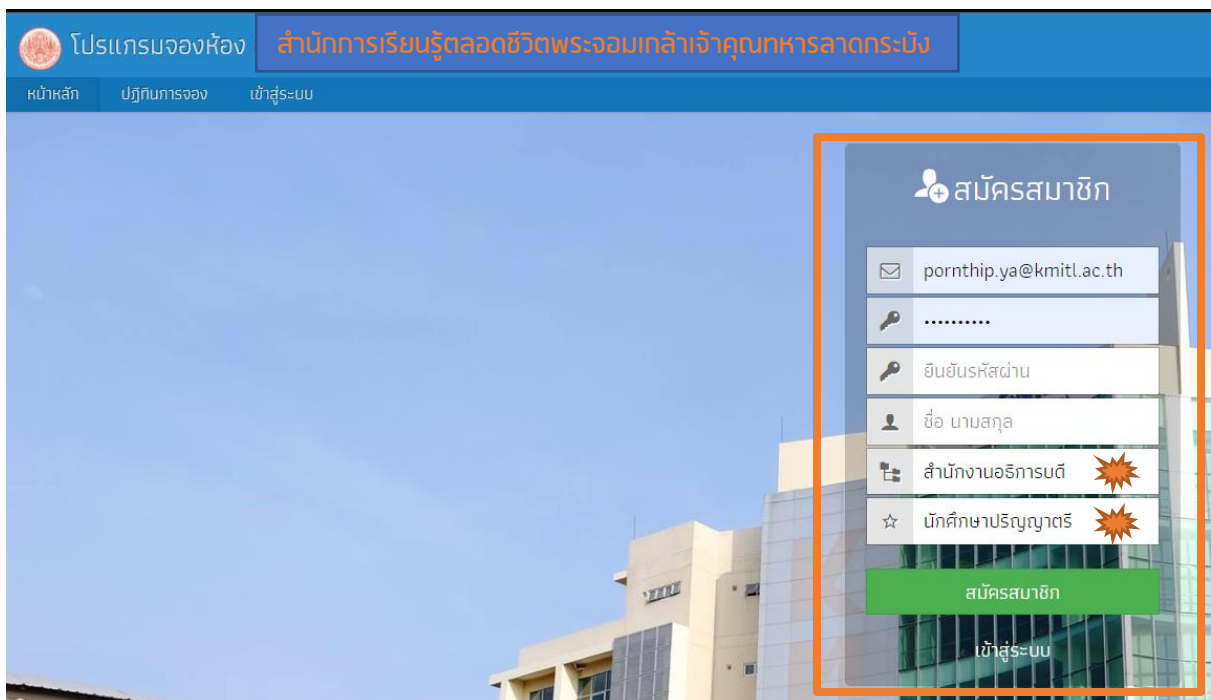 โปรแกรมจองห้อง สำนักการเรียนรู้ตลอดชีวิตพระจอมเกล้าเจ้าคุณทหารลาดกระบัง
หน้าหลัก ปฏิทินการจอง เข้าสู่ระบบ
สมัครสมาชิก
pornthip.ya@kmitl.ac.th
••••••••••
ยืนยันรหัสผ่าน
ชื่อ นามสกุล
สำนักงานอธิการบดี
นักศึกษาปริญญาตรี
สมัครสมาชิก
เข้าสู่ระบบ